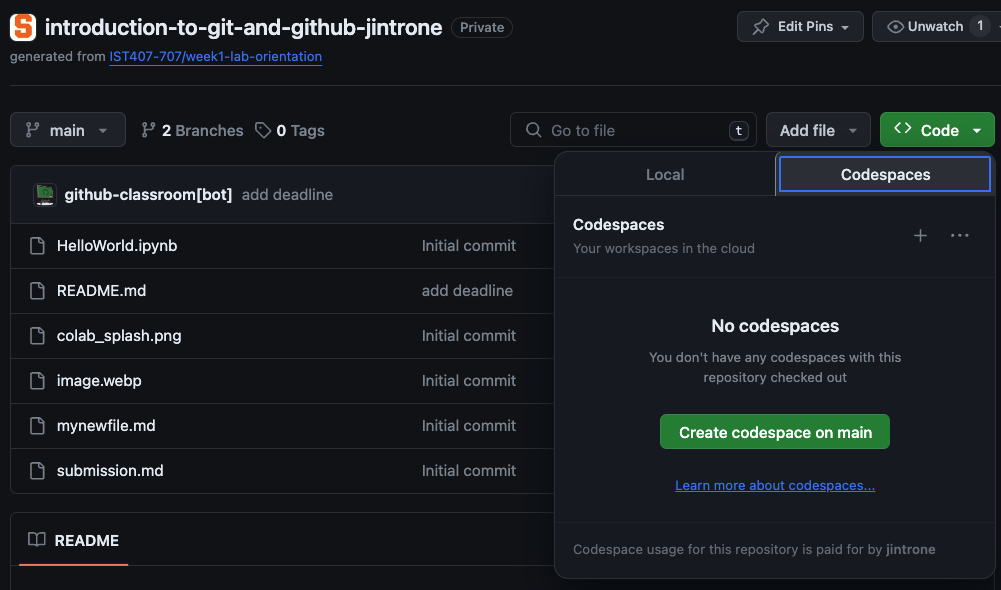 introduction-to-git-and-github-jintrone Private Edit Pins Unwatch 1
generated from IST407-707/week1-lab-orientation
main 2 Branches 0 Tags Go to file t Add file Code
Local Codespaces
github-classroom[bot] add deadline
Codespaces
Your workspaces in the cloud
HelloWorld.ipynb Initial commit
README.md add deadline
colab_splash.png Initial commit
image.webp Initial commit
mynewfile.md Initial commit
submission.md Initial commit
No codespaces
You don't have any codespaces with this
repository checked out
Create codespace on main
Learn more about codespaces...
README
Codespace usage for this repository is paid for by jintrone